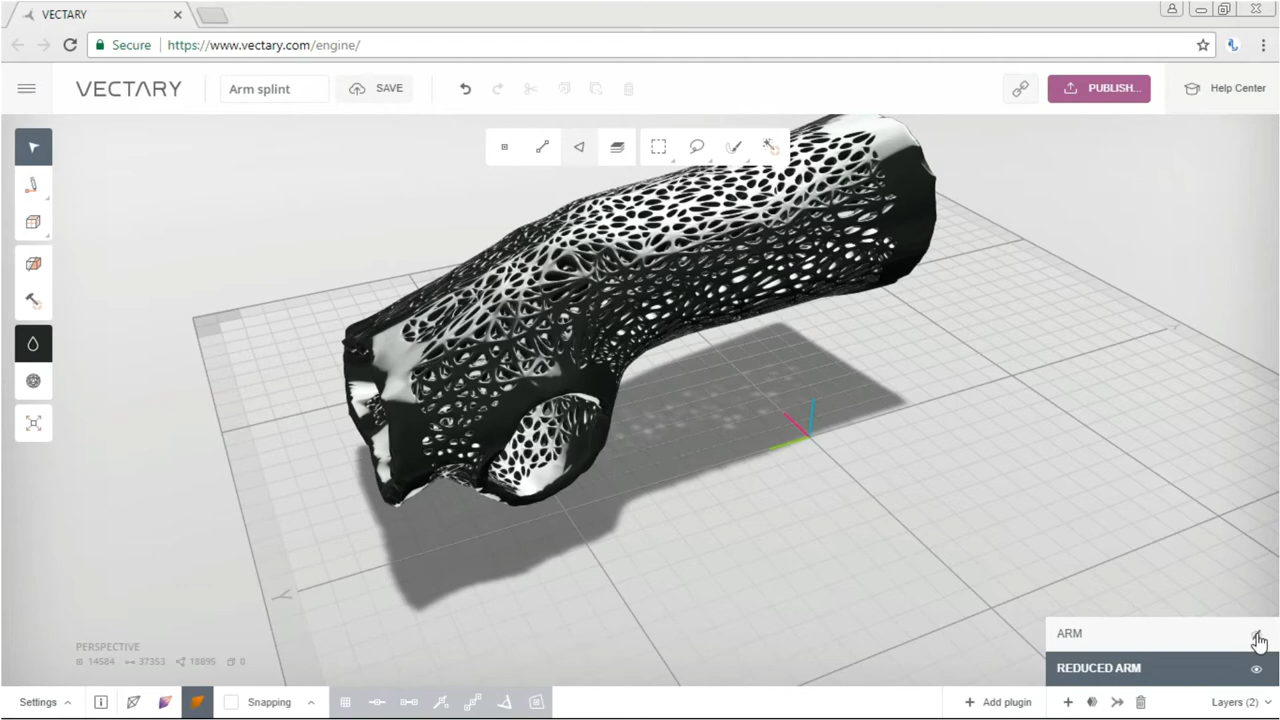 VECTARY
Secure https://www.vectary.com/engine/
VECTARY Arm splint SAVE PUBLISH... Help Center
Y
PERSPECTIVE
14584 37353 18895 0
ARM
REDUCED ARM
Settings Snapping Add plugin Layers (2)